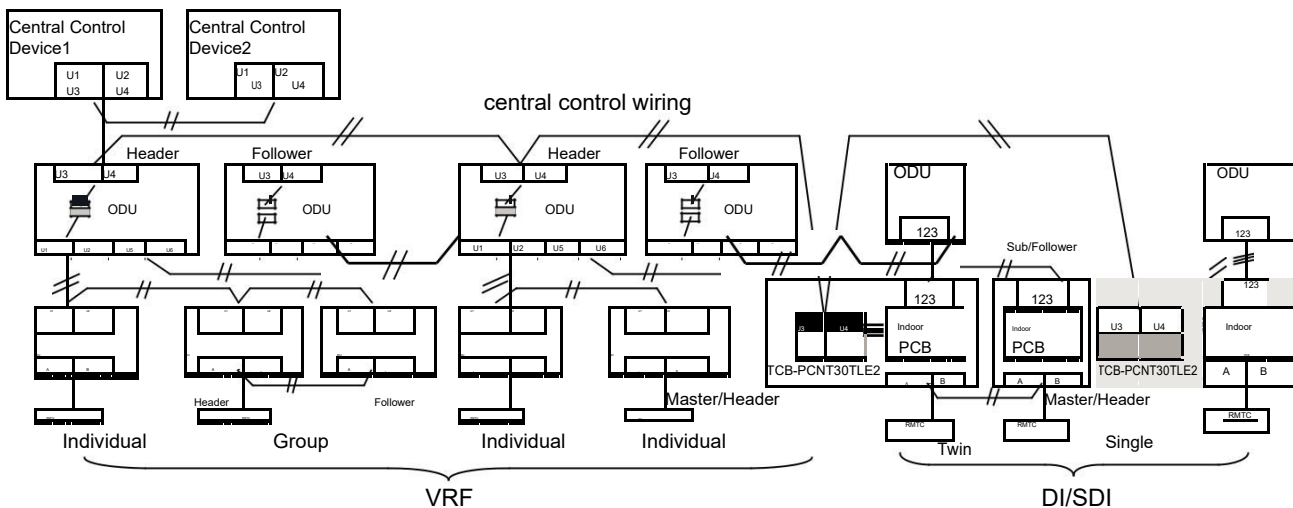 Central Control
Device1
U1 U2
U3 U4
Central Control
Device2
U1 U2
U3 U4
central control wiring
Header
Follower
Header
Follower
U3 U4
ODU
U3 U4
ODU
U3 U4
ODU
U3 U4
ODU
ODU
123
ODU
123
U1 U2 U5 U6
U1 U2 U5 U6
Sub/Follower
123
123
123
U3 U4
Indoor
PCB
Indoor
PCB
U3 U4
Indoor
TCB-PCNT30TLE2
TCB-PCNT30TLE2
A B
A B
A B
A B
A
A
Header
Follower
Master/Header
Master/Header
RMTC
RMTC
RMTC
Individual
Group
Individual
Individual
Twin
Single
VRF
DI/SDI